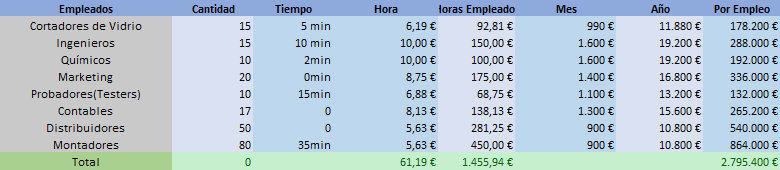 Empleados Cantidad Tiempo Hora Horas Empleado Mes Año Por Empleo
Cortadores de Vidrio 15 5 min 6,19 € 92,81 € 990 € 11.880 € 178.200 €
Ingenieros 15 10 min 10,00 € 150,00 € 1.600 € 19.200 € 288.000 €
Químicos 10 2min 10,00 € 100,00 € 1.600 € 19.200 € 192.000 €
Marketing 20 0min 8,75 € 175,00 € 1.400 € 16.800 € 336.000 €
Probadores(Testers) 10 15min 6,88 € 68,75 € 1.100 € 13.200 € 132.000 €
Contables 17 0 8,13 € 138,13 € 1.300 € 15.600 € 265.200 €
Distribuidores 50 0 5,63 € 281,25 € 900 € 10.800 € 540.000 €
Montadores 80 35min 5,63 € 450,00 € 900 € 10.800 € 864.000 €
Total 0 61,19 € 1.455,94 € 2.795.400 €